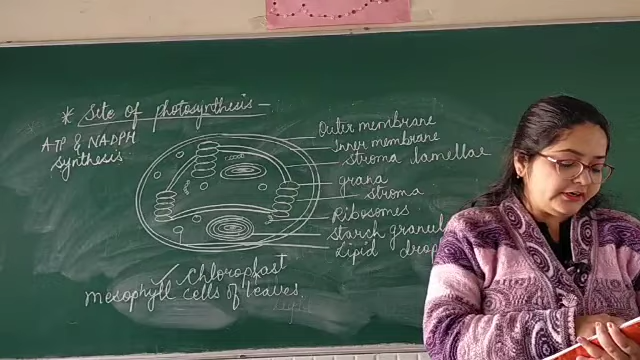 * Site of photosynthesis -
ATP & NADPH
synthesis
Outer membrane
Inner membrane
stroma lamellae
grana
stroma
Ribosomes
Starch granul
Lipid drop
✓ Chloroplast
Mesophyll cells of leaves.